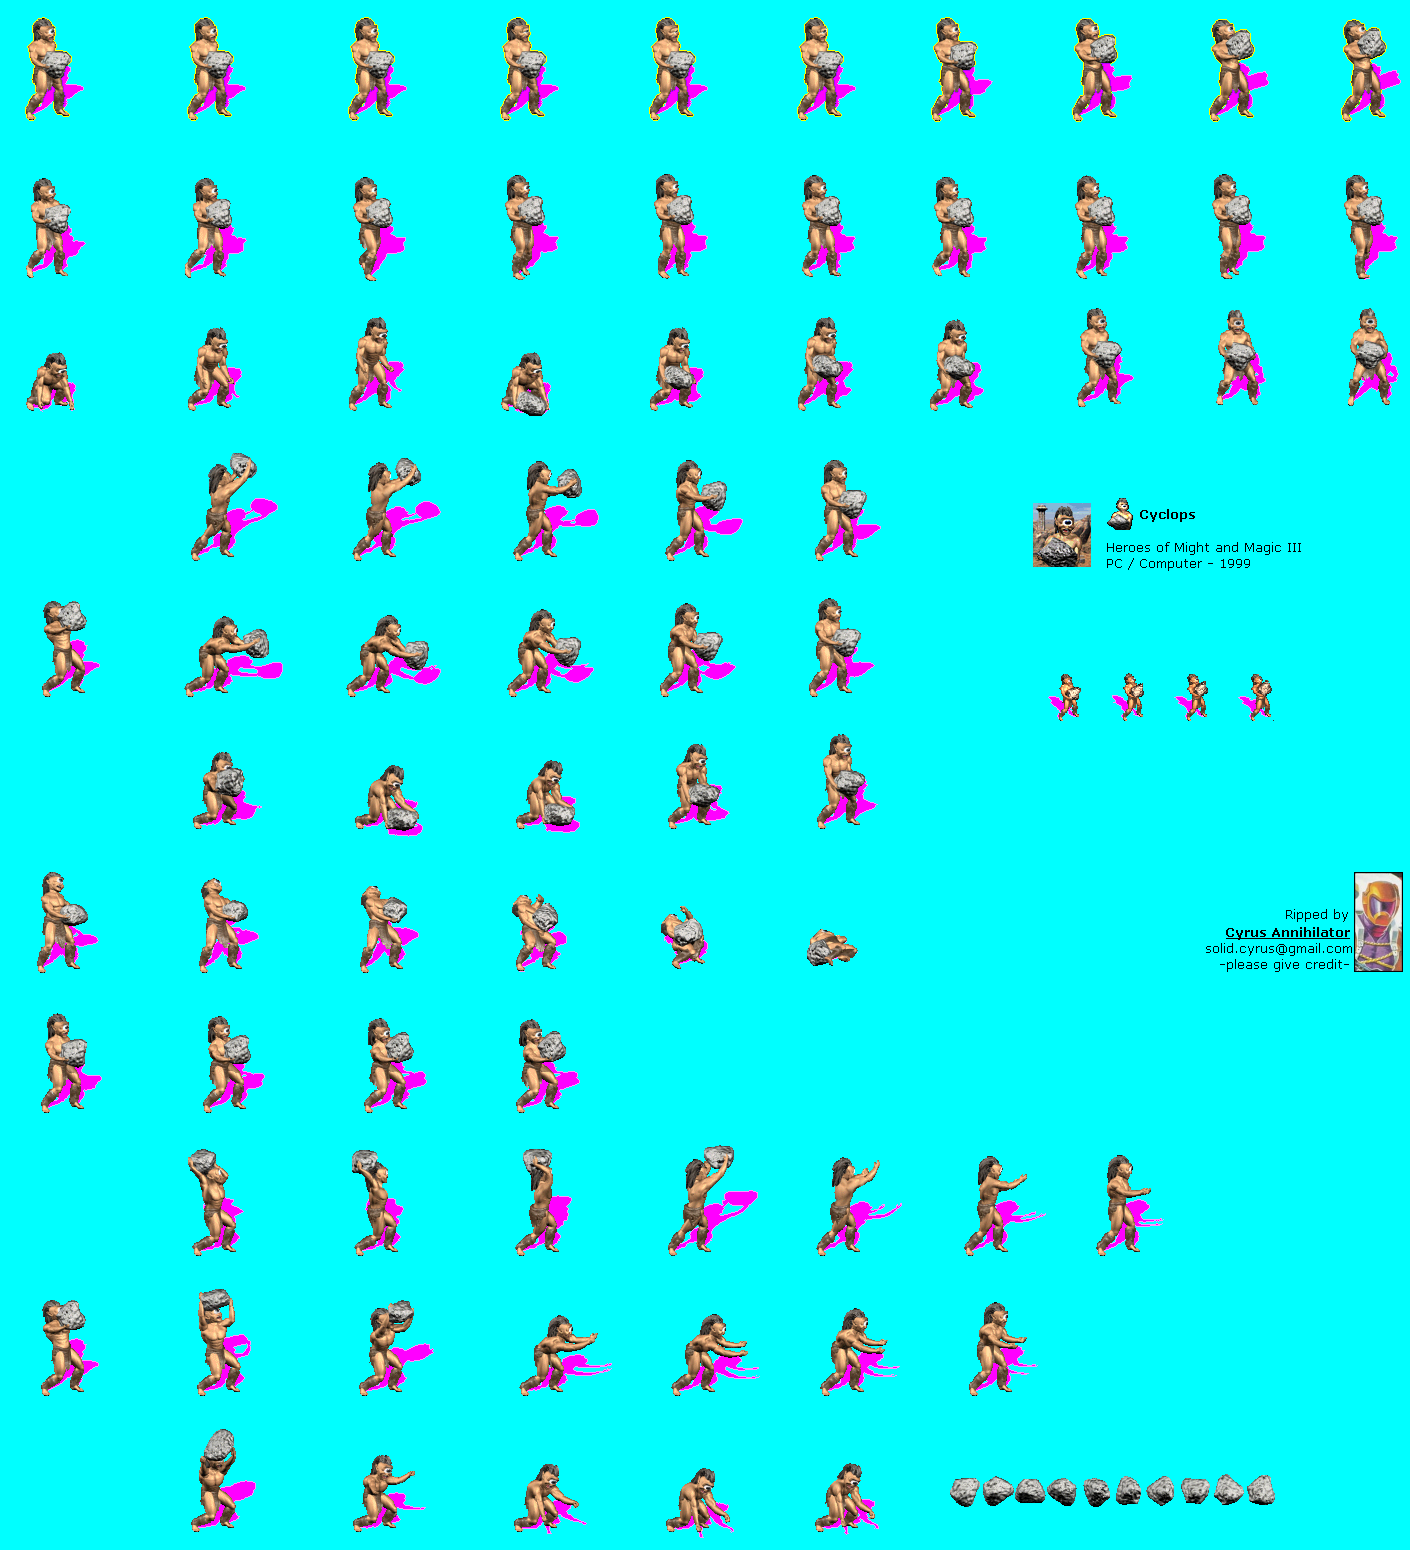 Cyclops
Heroes of Might and Magic III
PC / Computer - 1999
Ripped by
Cyrus Annihilator
solid.cyrus@gmail.com
-please give credit-